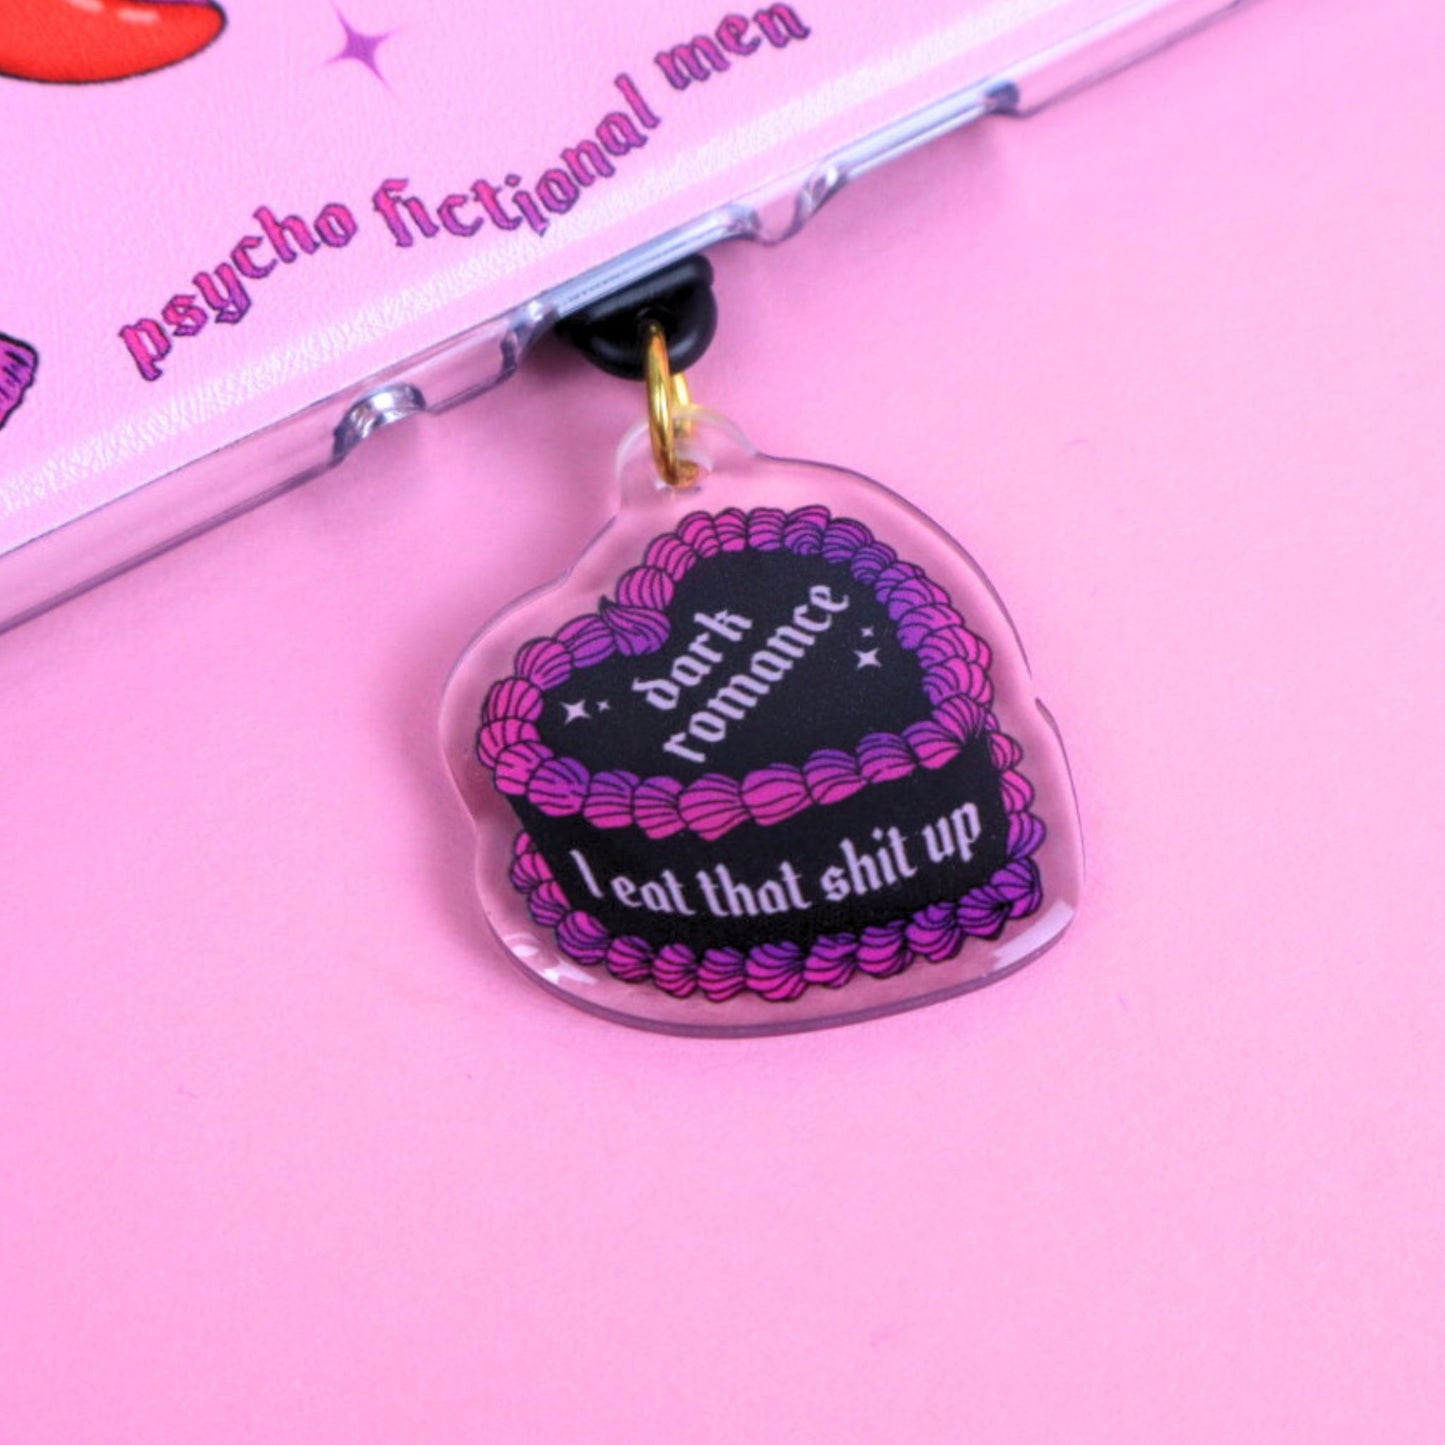 psycho fictional men
dark
romance
I eat that shit up